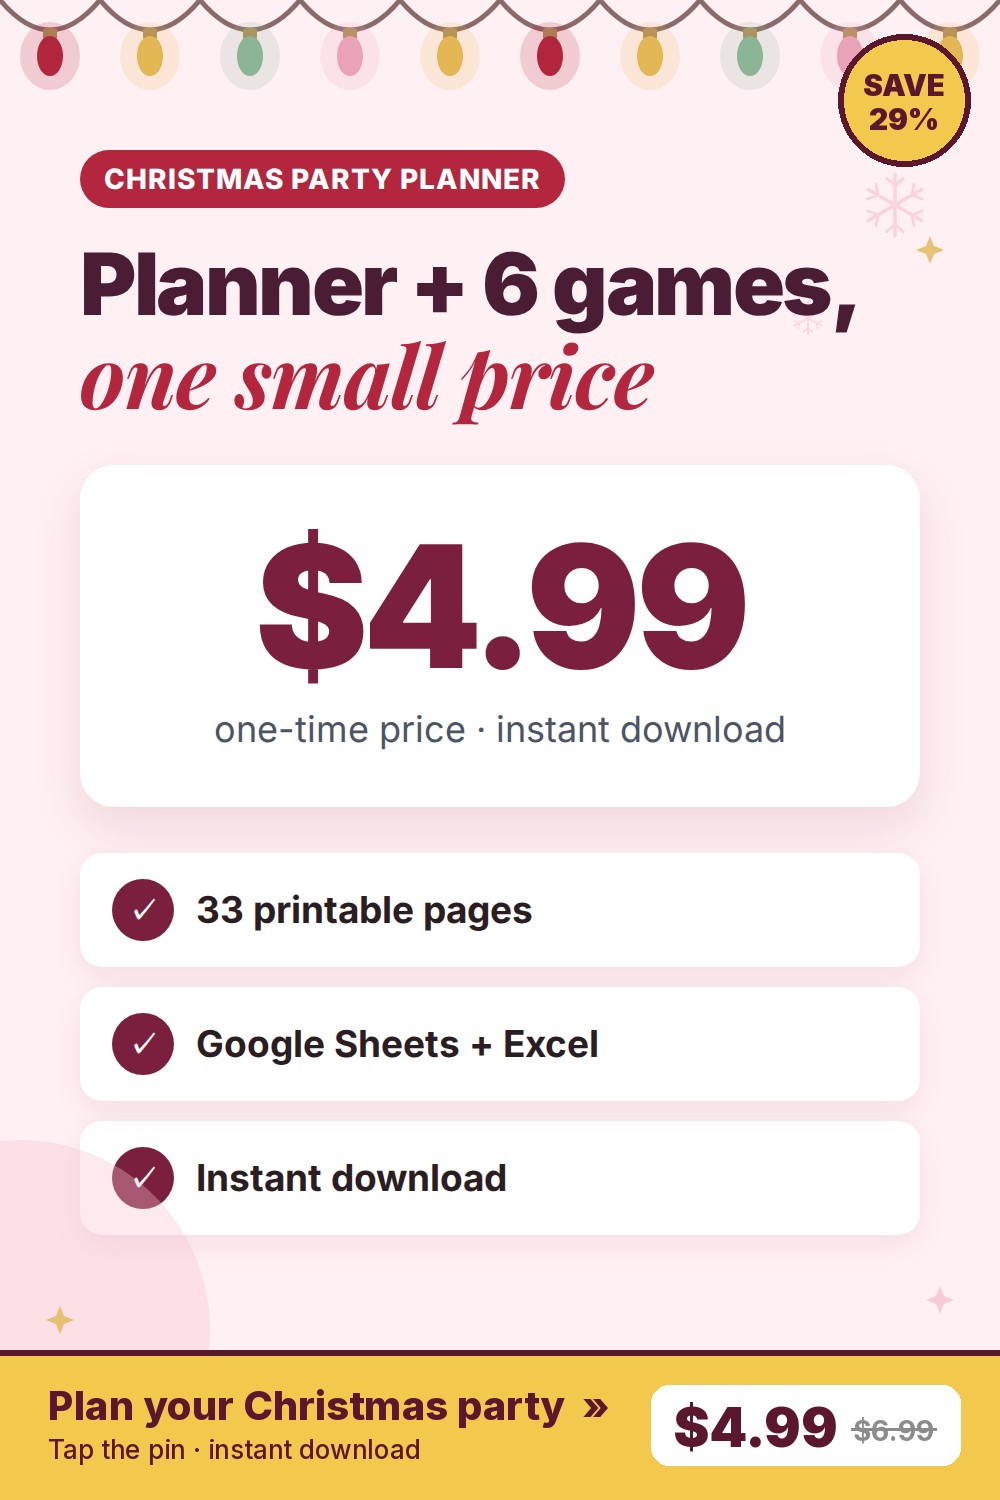 SAVE
29%
CHRISTMAS PARTY PLANNER
Planner + 6 games,
one small price
$4.99
one-time price · instant download
✓ 33 printable pages
✓ Google Sheets + Excel
✓ Instant download
Plan your Christmas party »
Tap the pin · instant download
$4.99 $6.99